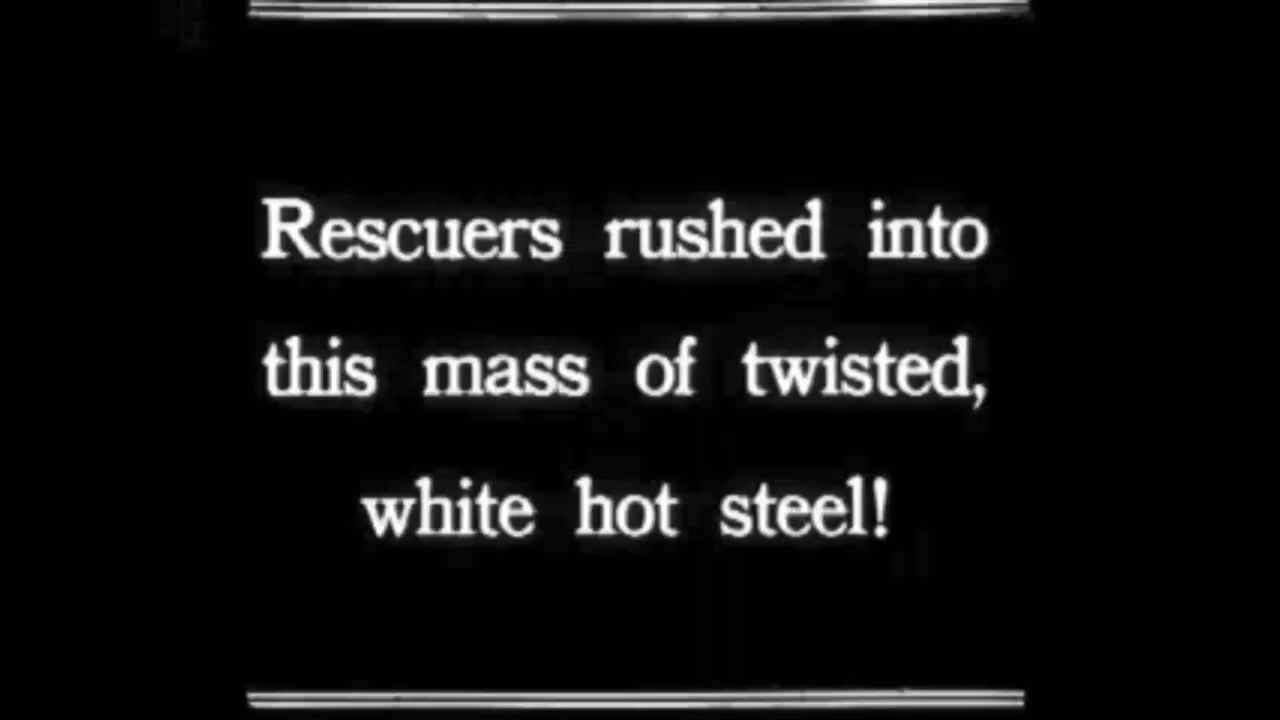 Rescuers rushed into
this mass of twisted,
white hot steel!